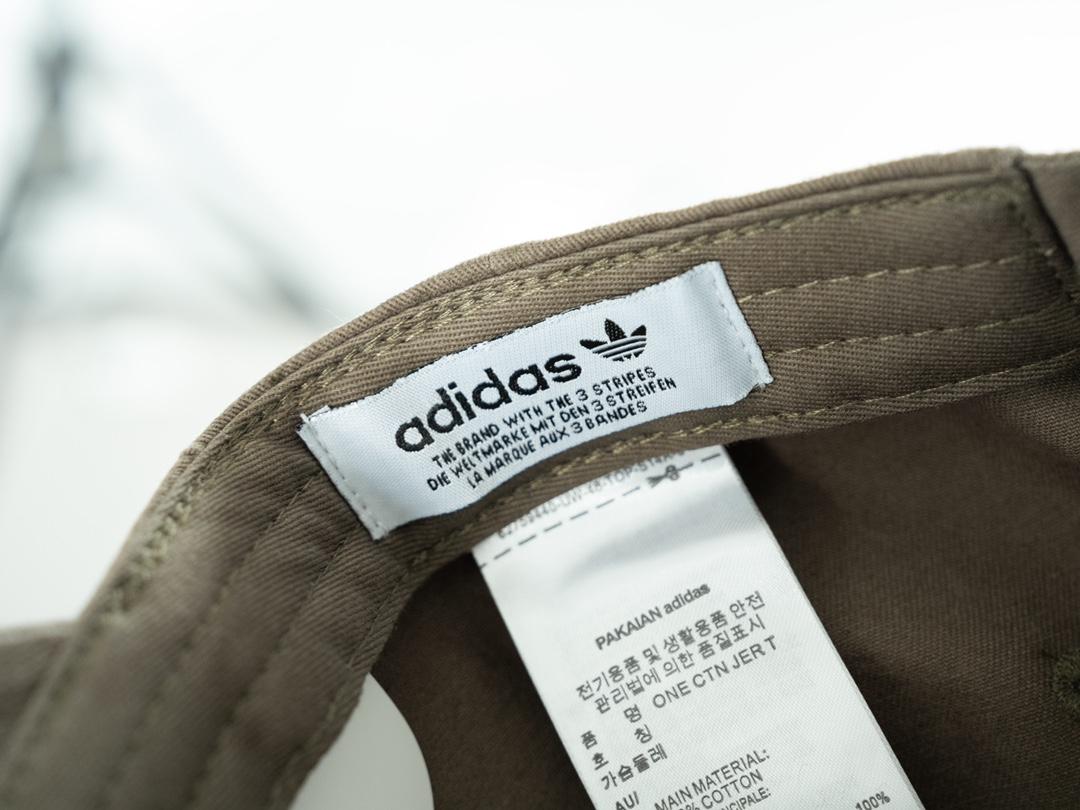 adidas
THE BRAND WITH THE 3 STRIPES
DIE WELTMARKE MIT DEN 3 STREIFEN
LA MARQUE AUX 3 BANDES
PAKAIAN adidas
전기용품 및 생활용품 안전
관리법에 의한 품질표시
품 명 ONE CTN JER T
호 칭
가슴둘레
AU/ MAIN MATERIAL:
COTTON
100%